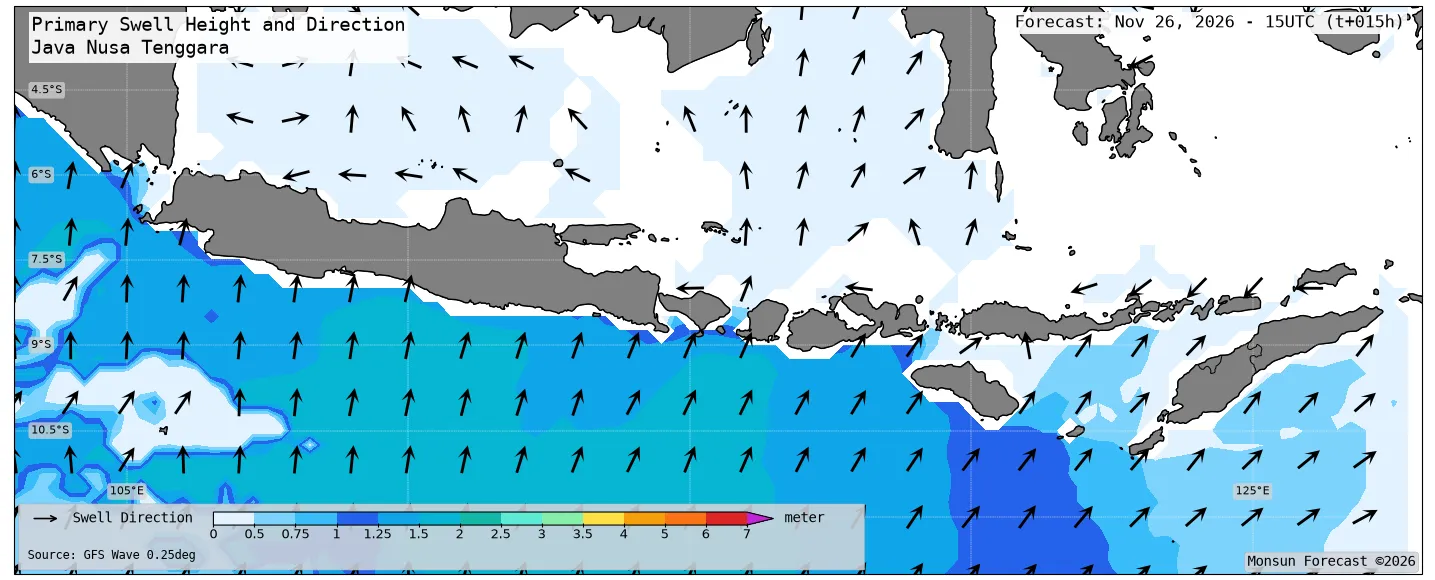 Primary Swell Height and Direction
Java Nusa Tenggara
Forecast: Nov 26, 2026 - 15UTC (t+015h)
4.5°S
6°S
7.5°S
9°S
10.5°S
105°E
125°E
Swell Direction
0 0.5 0.75 1 1.25 1.5 2 2.5 3 3.5 4 5 6 7
meter
Source: GFS Wave 0.25deg
Monsun Forecast ©2026